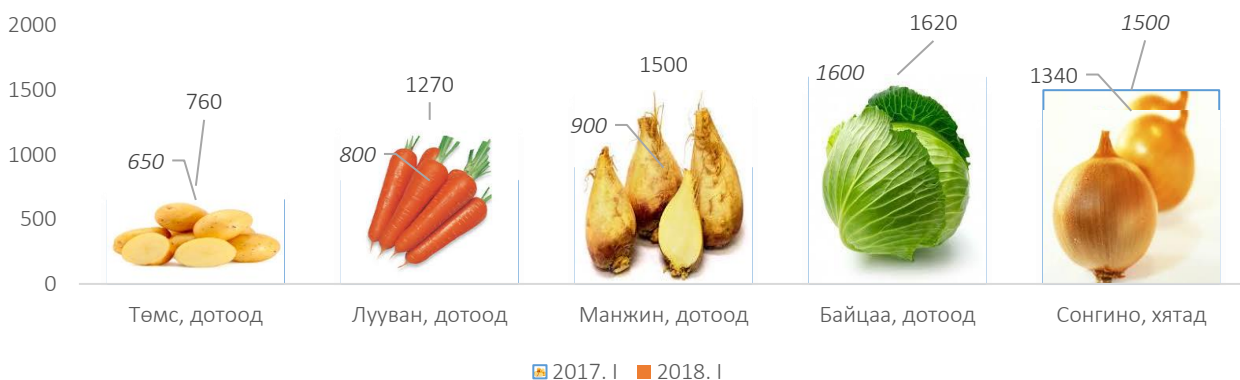 2000
1500
1000
500
0
760
650
1270
800
1500
900
1620
1600
1500
1340
Төмс, дотоод
Лууван, дотоод
Манжин, дотоод
Байцаа, дотоод
Сонгино, хятад
2017. I
2018. I